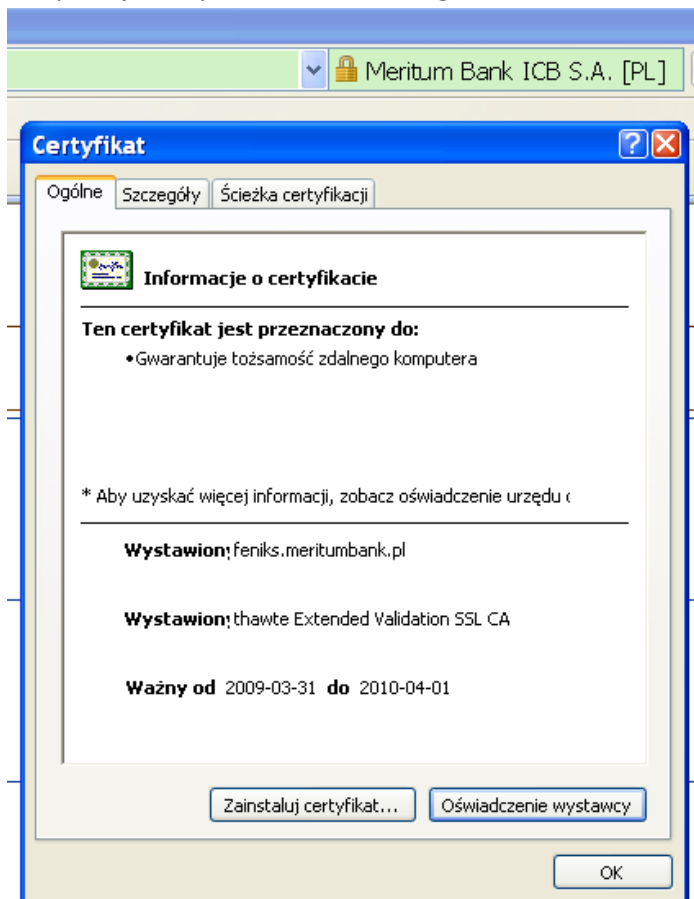 Meritum Bank ICB S.A. [PL]
Certyfikat
Ogólne Szczegóły Ścieżka certyfikacji
Informacje o certyfikacie
Ten certyfikat jest przeznaczony do:
•Gwarantuje tożsamość zdalnego komputera
* Aby uzyskać więcej informacji, zobacz oświadczenie urzędu
Wystawiony feniks.meritumbank.pl
Wystawiony thawte Extended Validation SSL CA
Ważny od 2009-03-31 do 2010-04-01
Zainstaluj certyfikat... Oświadczenie wystawcy
OK